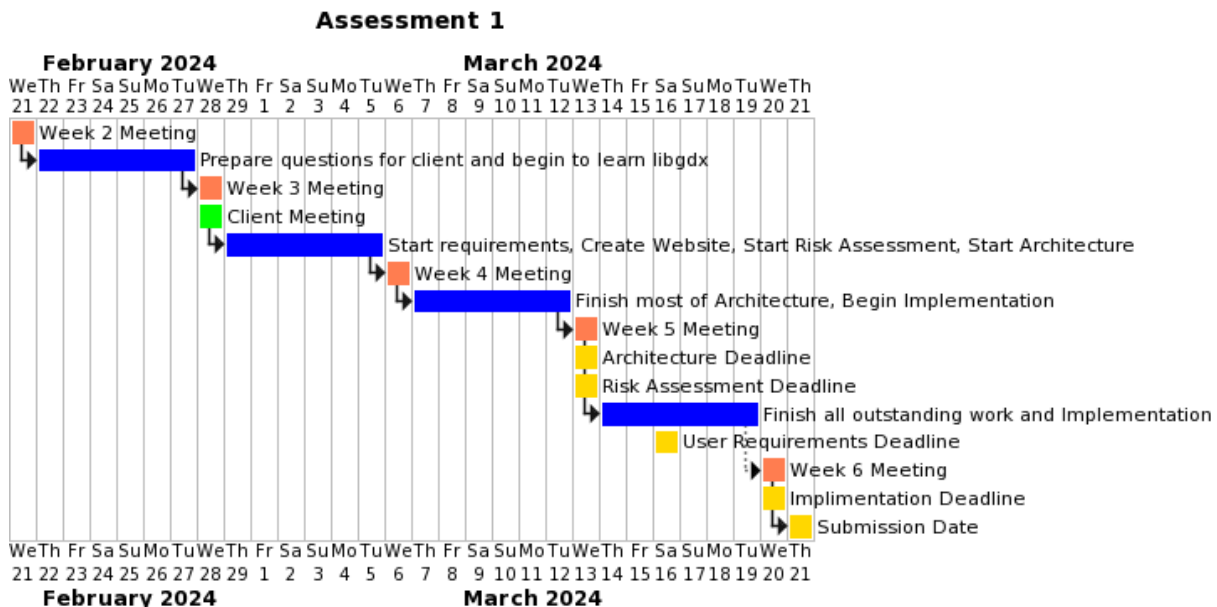 Assessment 1
February 2024 March 2024
We Th Fr Sa Su Mo Tu We Th Fr Sa Su Mo Tu We Th Fr Sa Su Mo Tu We Th Fr Sa Su Mo Tu We Th
21 22 23 24 25 26 27 28 29 1 2 3 4 5 6 7 8 9 10 11 12 13 14 15 16 17 18 19 20 21
Week 2 Meeting
Prepare questions for client and begin to learn libgdx
Week 3 Meeting
Client Meeting
Start requirements, Create Website, Start Risk Assessment, Start Architecture
Week 4 Meeting
Finish most of Architecture, Begin Implementation
Week 5 Meeting
Architecture Deadline
Risk Assessment Deadline
Finish all outstanding work and Implementation
User Requirements Deadline
Week 6 Meeting
Implimentation Deadline
Submission Date
We Th Fr Sa Su Mo Tu We Th Fr Sa Su Mo Tu We Th Fr Sa Su Mo Tu We Th Fr Sa Su Mo Tu We Th
21 22 23 24 25 26 27 28 29 1 2 3 4 5 6 7 8 9 10 11 12 13 14 15 16 17 18 19 20 21
February 2024 March 2024